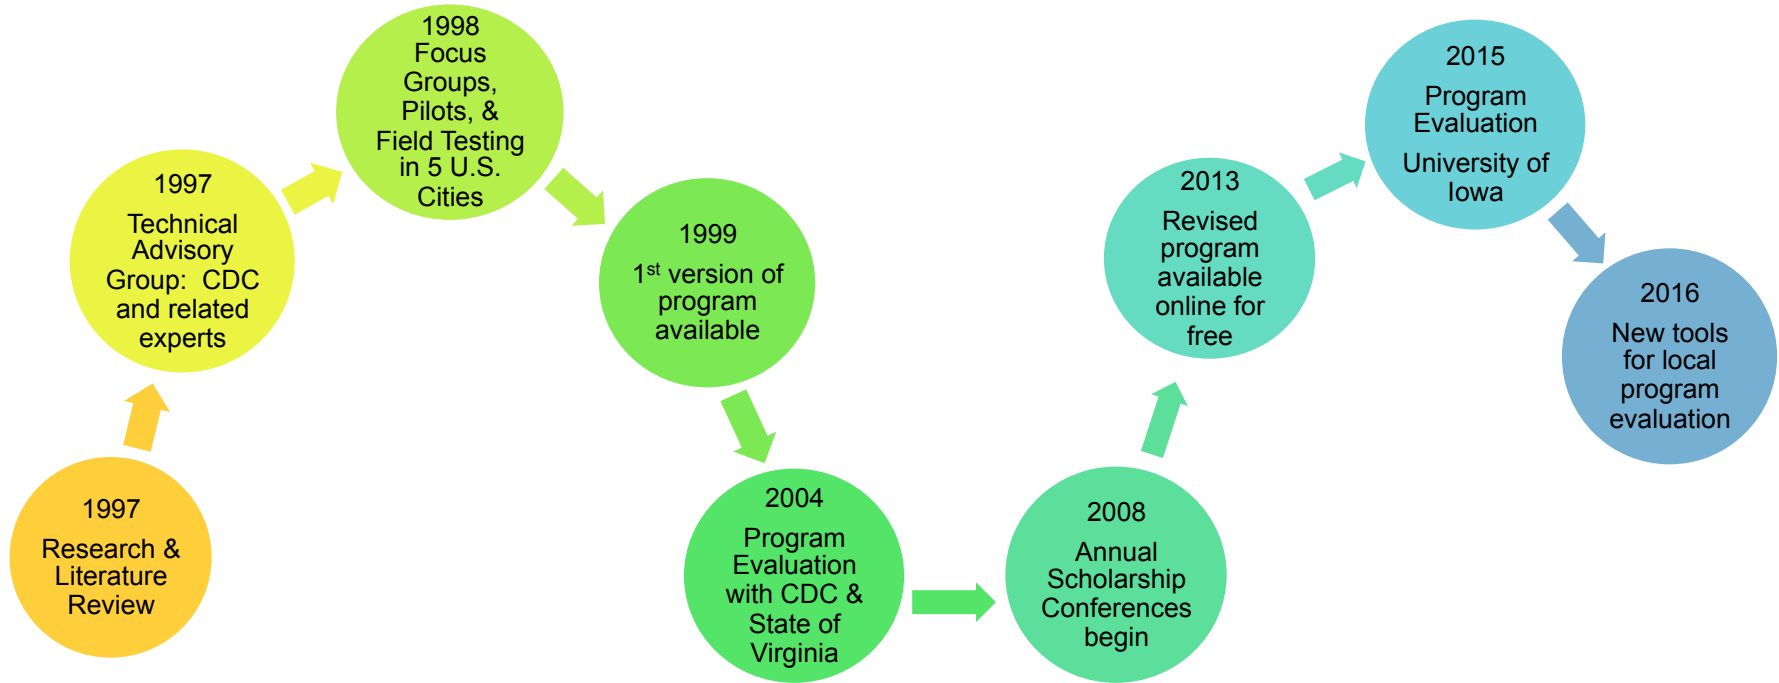 1997
Research &
Literature
Review
1997
Technical
Advisory
Group:  CDC
and related
experts
1998
Focus
Groups,
Pilots, &
Field Testing
in 5 U.S.
Cities
1999
1st version of
program
available
2004
Program
Evaluation
with CDC &
State of
Virginia
2008
Annual
Scholarship
Conferences
begin
2013
Revised
program
available
online for
free
2015
Program
Evaluation
University of
Iowa
2016
New tools
for local
program
evaluation